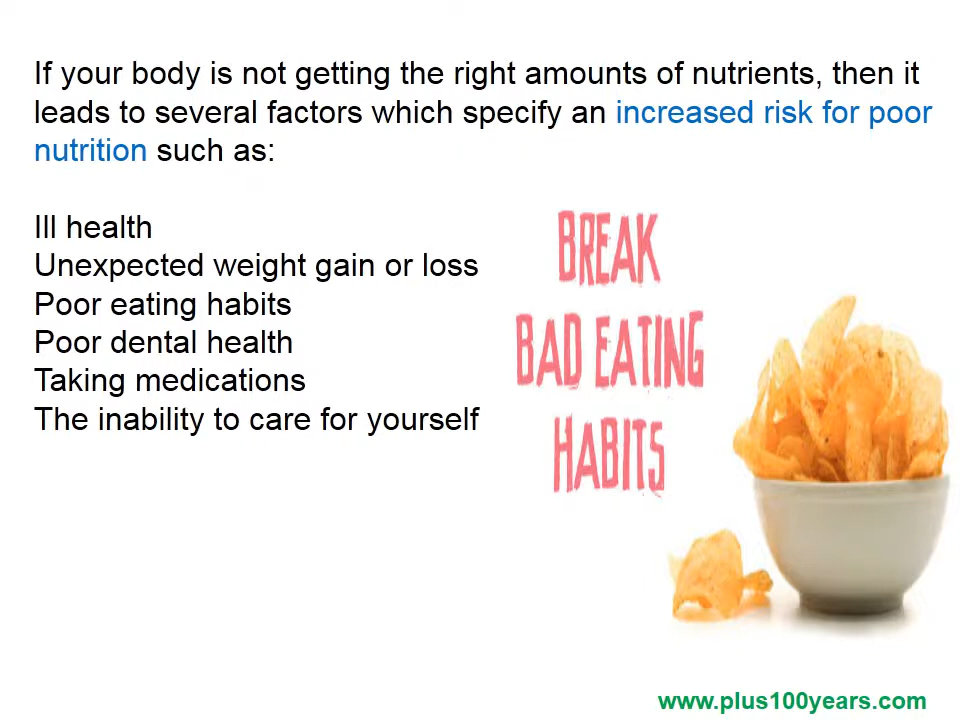 If your body is not getting the right amounts of nutrients, then it
leads to several factors which specify an increased risk for poor
nutrition such as:
Ill health
Unexpected weight gain or loss
Poor eating habits
Poor dental health
Taking medications
The inability to care for yourself
BREAK
BAD EATING
HABITS
www.plus100years.com